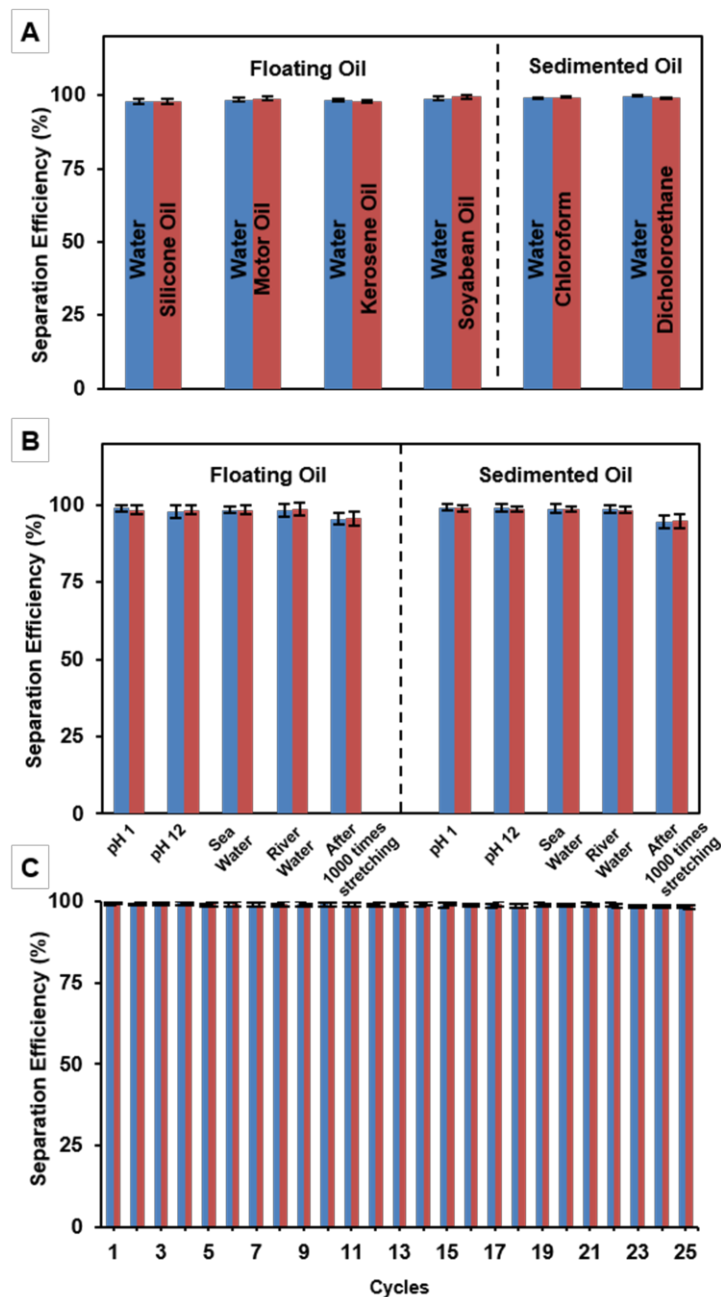 A
Floating Oil
Sedimented Oil
Separation Efficiency (%)
100
75
50
25
0
Water
Silicone Oil
Water
Motor Oil
Water
Kerosene Oil
Water
Soyabean Oil
Water
Chloroform
Water
Dicholoroethane
B
Floating Oil
Sedimented Oil
Separation Efficiency (%)
100
75
50
25
0
pH 1
pH 12
Sea
Water
River
Water
After
1000 times
stretching
pH 1
pH 12
Sea
Water
River
Water
After
1000 times
stretching
C
Separation Efficiency (%)
100
75
50
25
0
1 3 5 7 9 11 13 15 17 19 21 23 25
Cycles